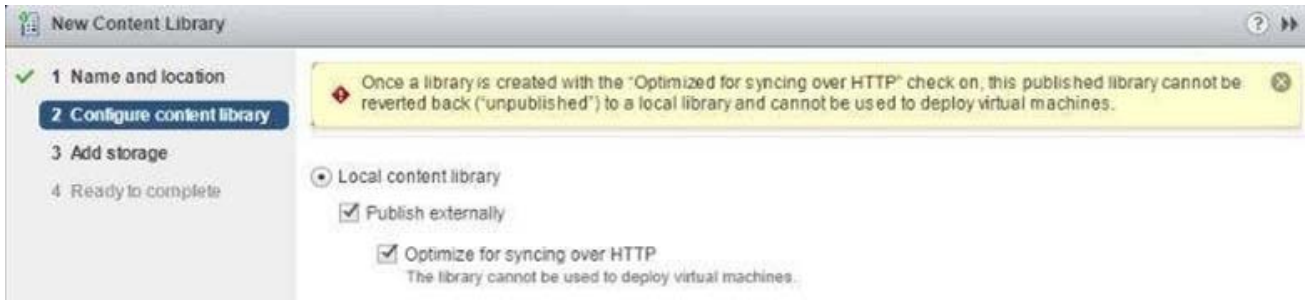 New Content Library
?
1 Name and location
2 Configure content library
3 Add storage
4 Ready to complete
Once a library is created with the "Optimized for syncing over HTTP" check on, this published library cannot be
reverted back ("unpublished") to a local library and cannot be used to deploy virtual machines.
Local content library
Publish externally
Optimize for syncing over HTTP
The library cannot be used to deploy virtual machines.